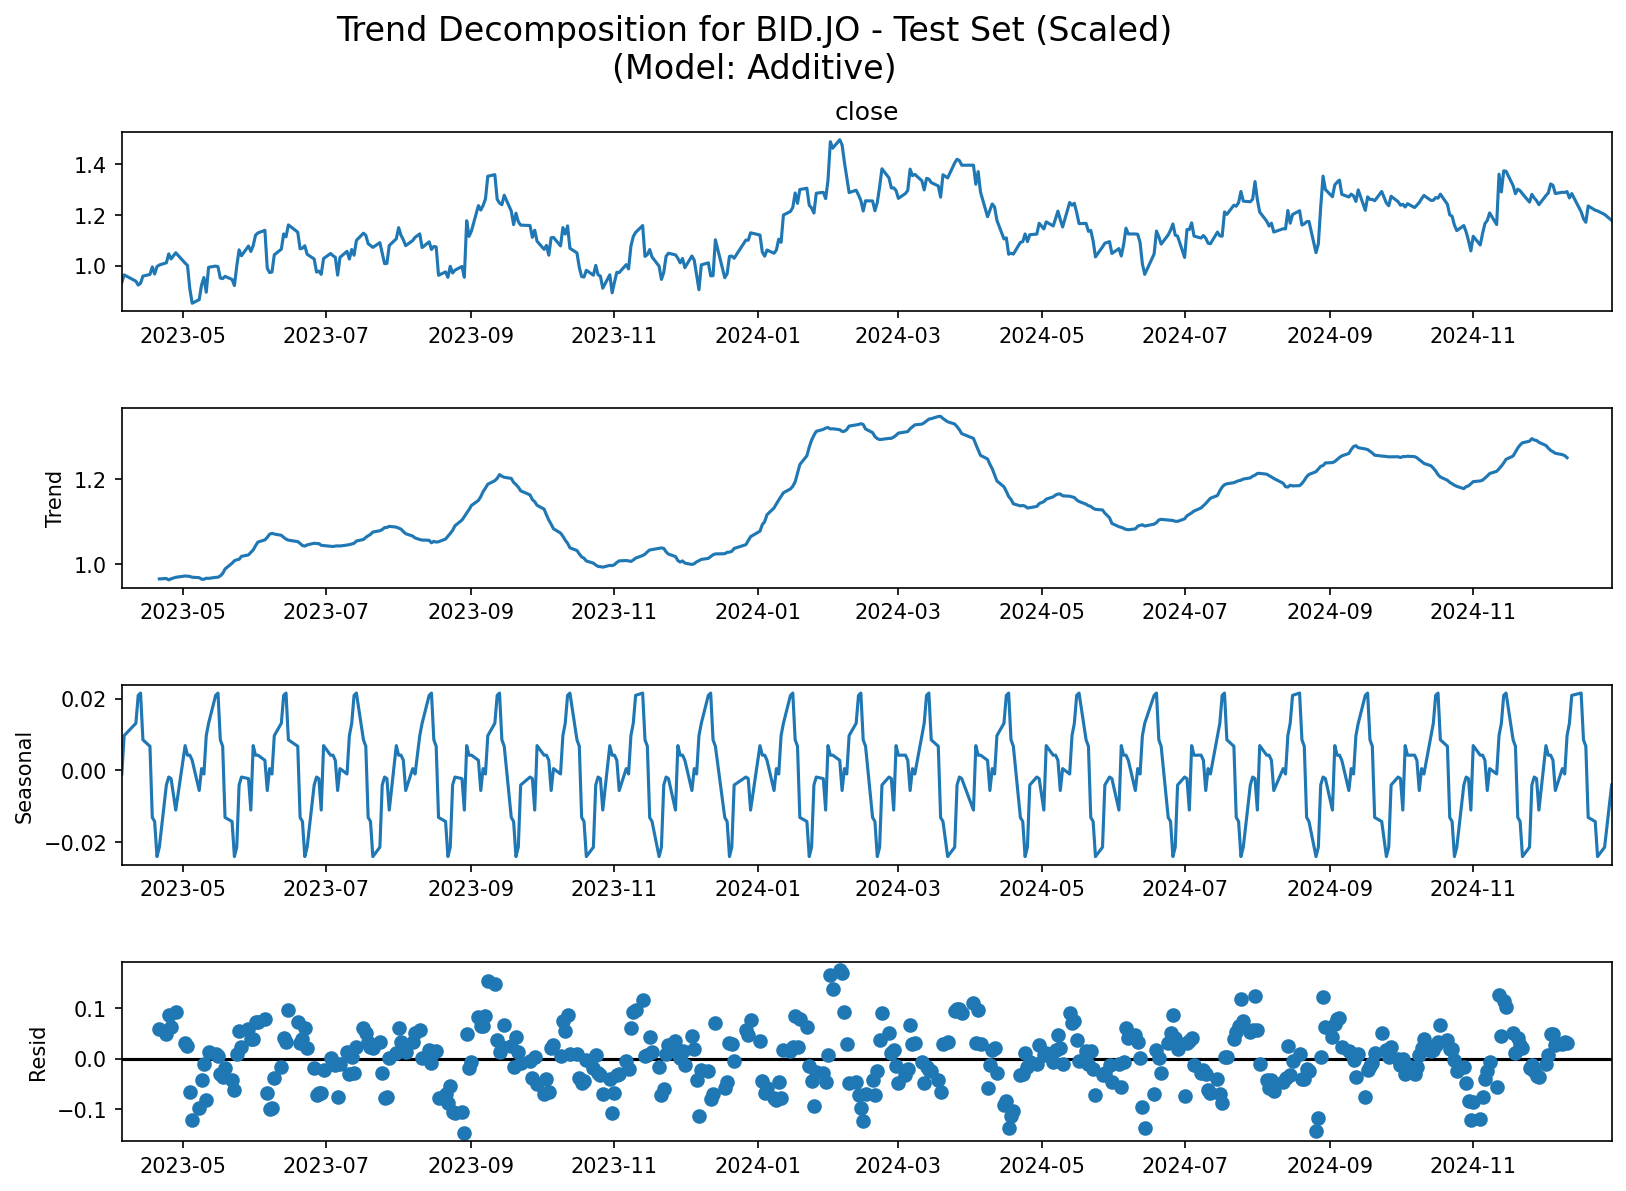 Trend Decomposition for BID.JO - Test Set (Scaled)
(Model: Additive)
close
1.4
1.2
1.0
2023-05 2023-07 2023-09 2023-11 2024-01 2024-03 2024-05 2024-07 2024-09 2024-11
Trend
1.2
1.0
2023-05 2023-07 2023-09 2023-11 2024-01 2024-03 2024-05 2024-07 2024-09 2024-11
Seasonal
0.02
0.00
−0.02
2023-05 2023-07 2023-09 2023-11 2024-01 2024-03 2024-05 2024-07 2024-09 2024-11
Resid
0.1
0.0
−0.1
2023-05 2023-07 2023-09 2023-11 2024-01 2024-03 2024-05 2024-07 2024-09 2024-11